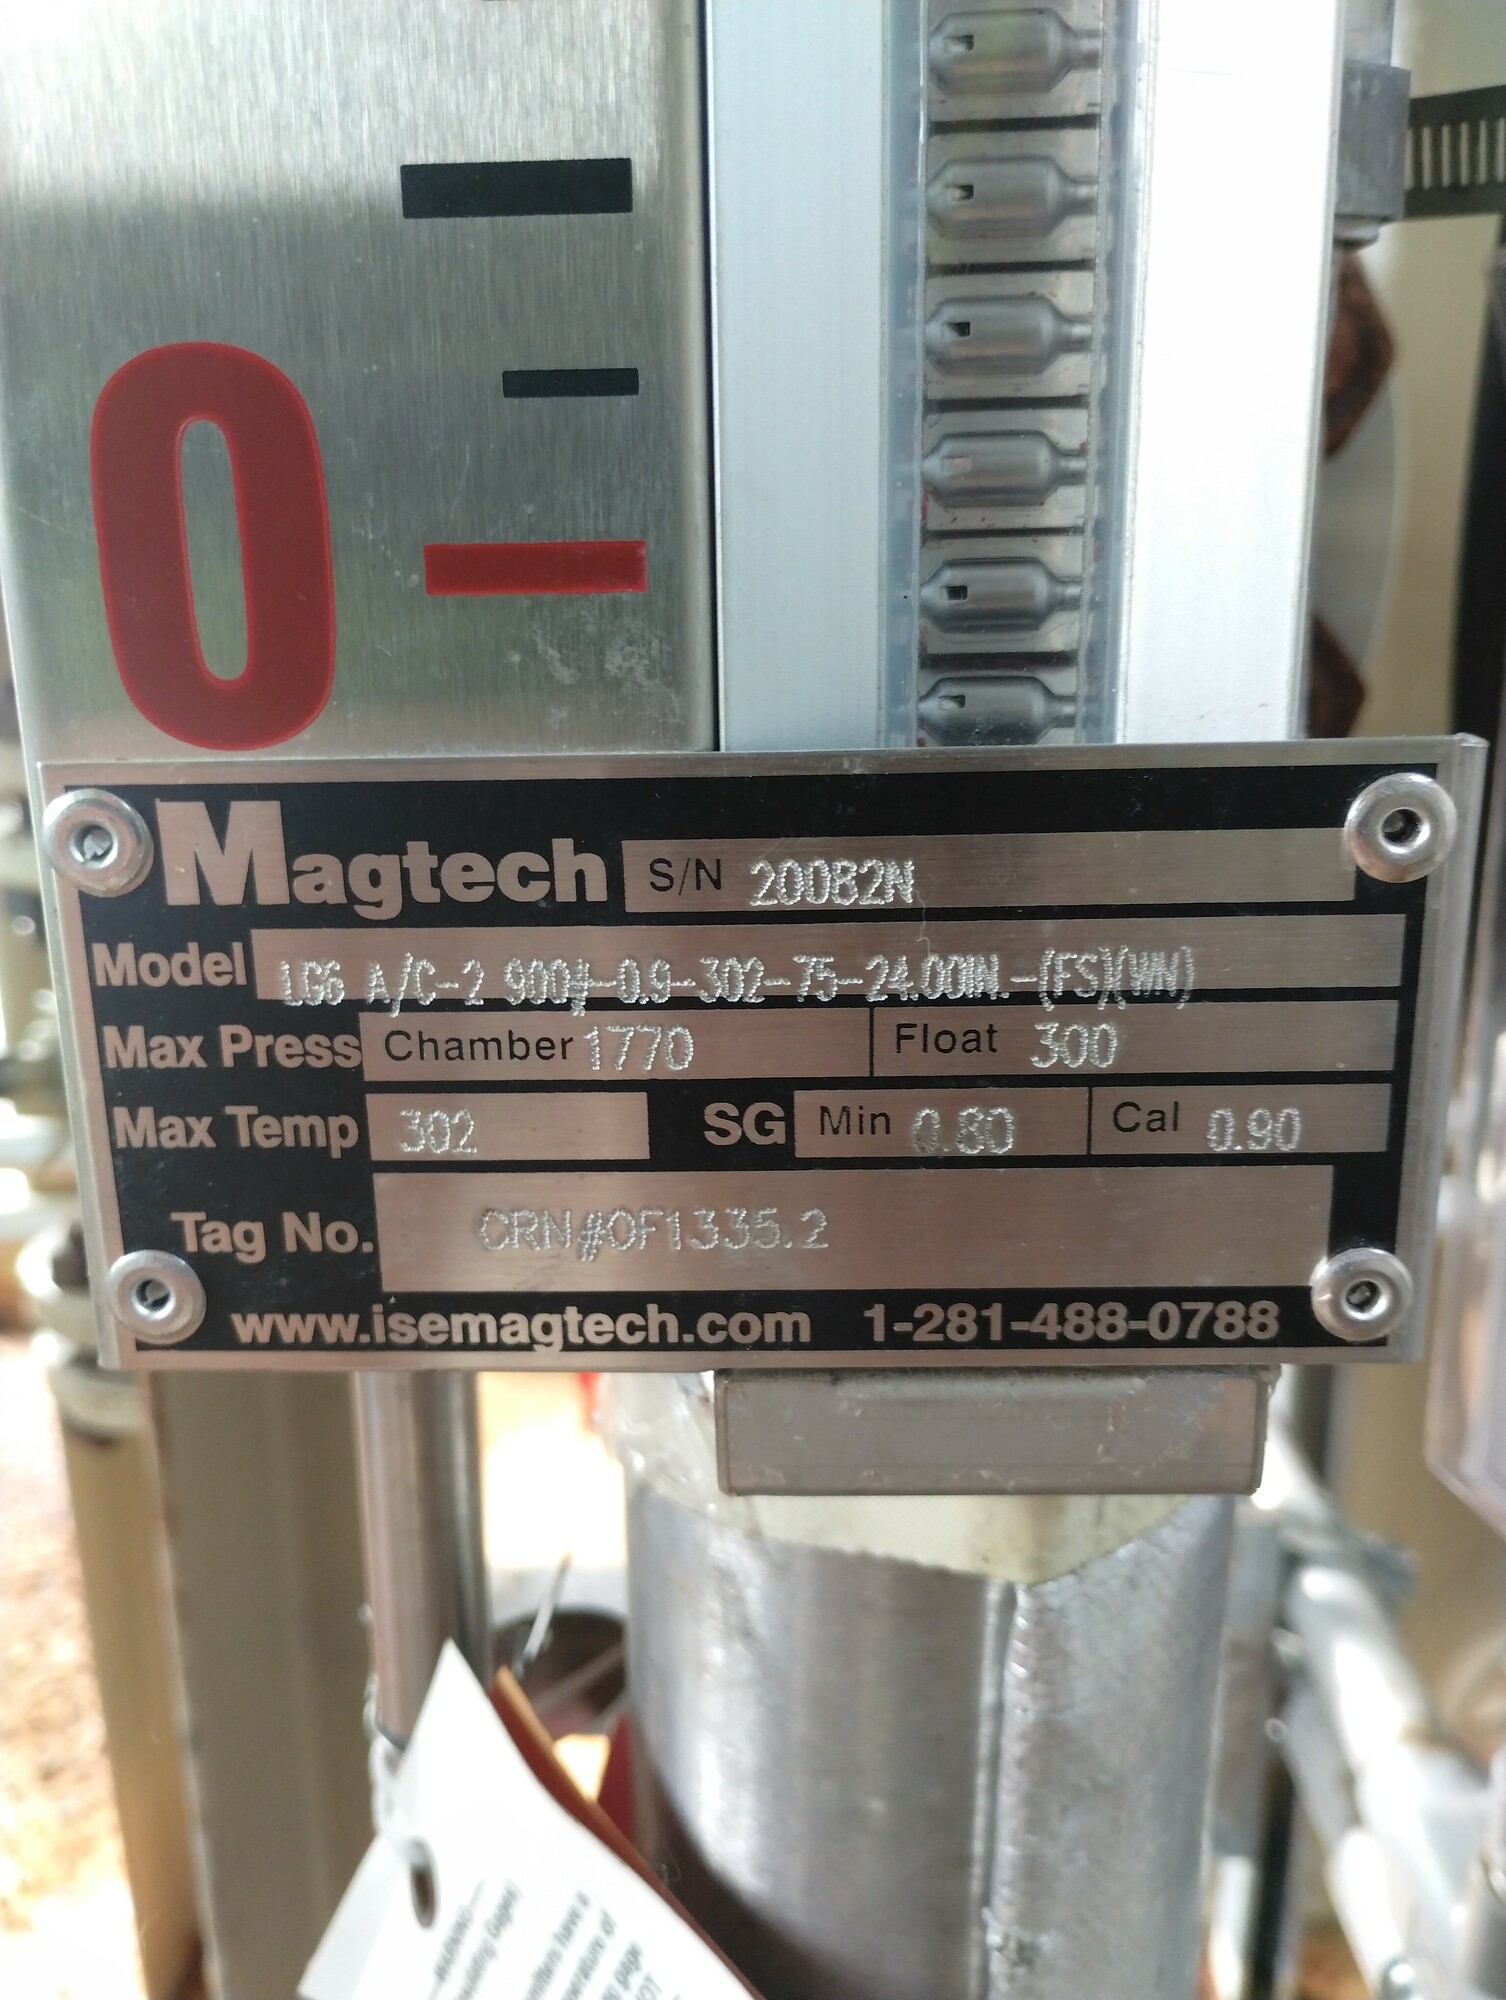 0
Magtech S/N 20082N
Model LG6 A/C-2 900#-0.9-302-75-24.00IN.-(FS)(WN)
Max Press Chamber 1770 Float 300
Max Temp 302 SG Min 0.80 Cal 0.90
Tag No. CRN#0F1335.2
www.isemagtech.com 1-281-488-0788
have a